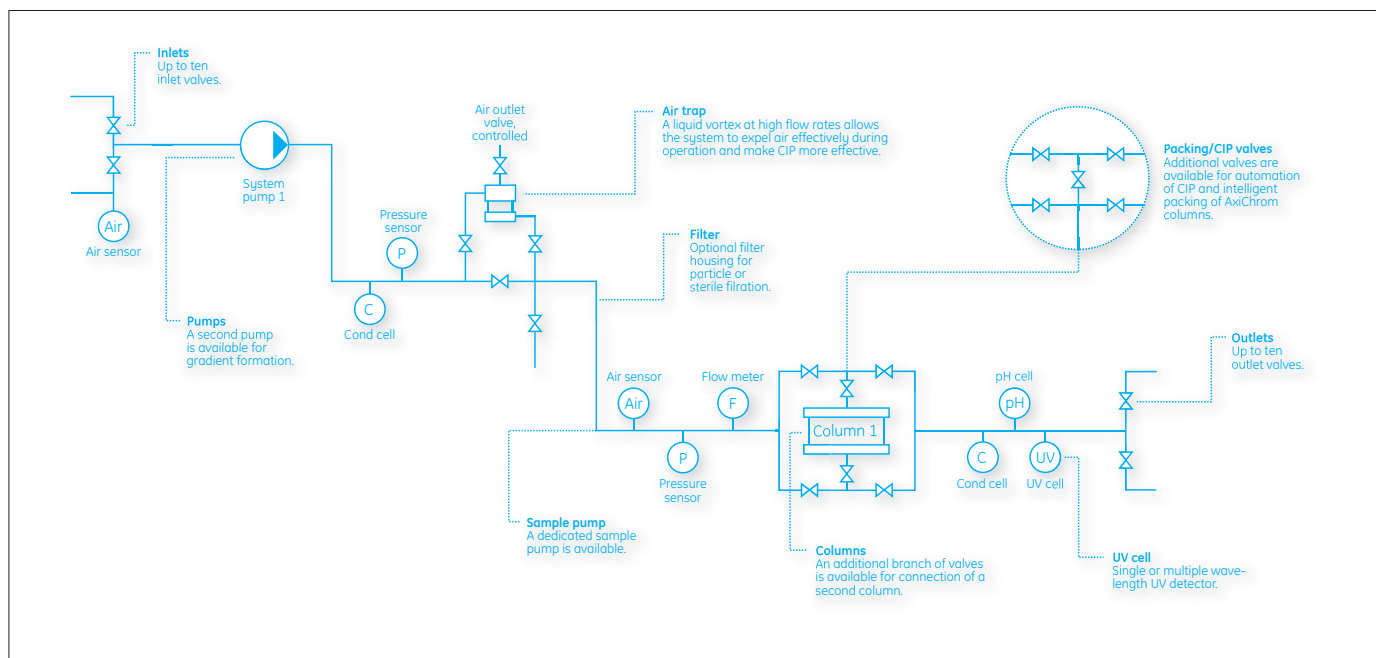 Inlets
Up to ten
inlet valves.
Air outlet
valve,
controlled
Air trap
A liquid vortex at high flow rates allows
the system to expel air effectively during
operation and make CIP more effective.
Packing/CIP valves
Additional valves are
available for automation
of CIP and intelligent
packing of AxiChrom
columns.
System
pump 1
Air
Air sensor
Pressure
sensor
P
C
Cond cell
Filter
Optional filter
housing for
particle or
sterile filration.
Pumps
A second pump
is available for
gradient formation.
Outlets
Up to ten
outlet valves.
Air sensor
Air
Flow meter
F
P
Pressure
sensor
Column 1
pH cell
pH
C
Cond cell
UV
UV cell
Sample pump
A dedicated sample
pump is available.
Columns
An additional branch of valves
is available for connection of a
second column.
UV cell
Single or multiple wave-
length UV detector.